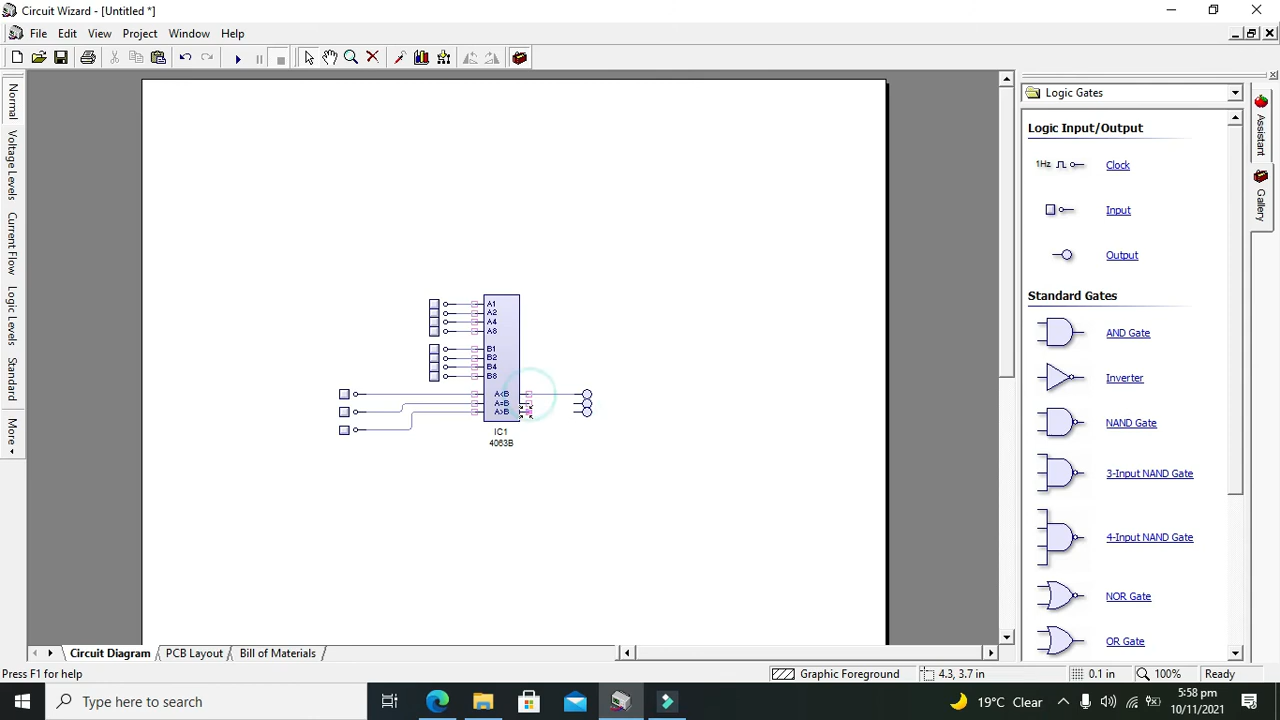 Circuit Wizard - [Untitled *]
File Edit View Project Window Help
Logic Gates
Normal
Voltage Levels
Current Flow
Logic Levels
Standard
More
Assistant
Gallery
Logic Input/Output
1Hz
Clock
Input
Output
Standard Gates
AND Gate
Inverter
NAND Gate
3-Input NAND Gate
4-Input NAND Gate
NOR Gate
OR Gate
A1
A2
A4
A8
B1
B2
B4
B8
A<B
A=B
A>B
IC1
4063B
Circuit Diagram PCB Layout Bill of Materials
Press F1 for help
Graphic Foreground 4.3, 3.7 in 0.1 in 100% Ready
Type here to search
19°C Clear
5:58 pm
10/11/2021